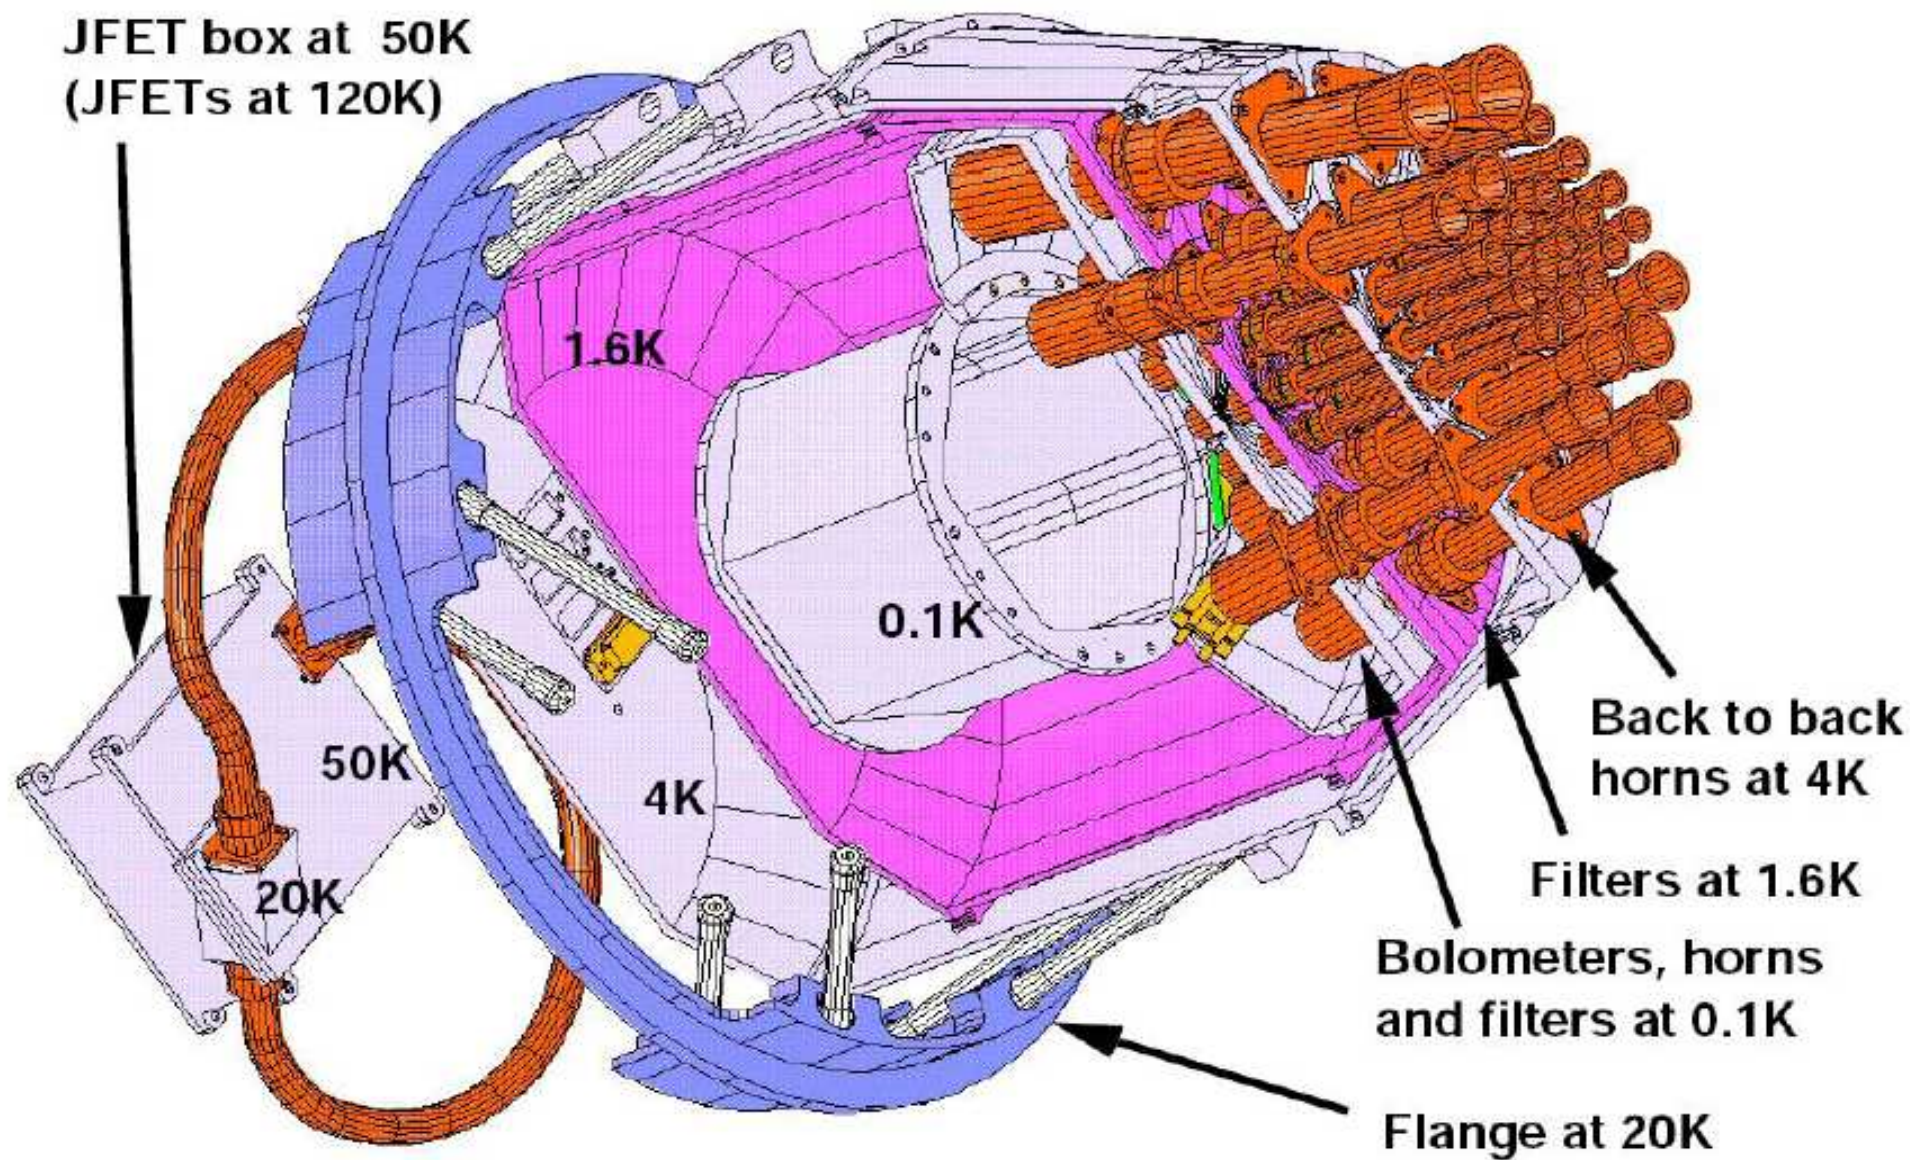 JFET box at 50K
(JFETs at 120K)
1.6K
0.1K
50K
4K
20K
Back to back
horns at 4K
Filters at 1.6K
Bolometers, horns
and filters at 0.1K
Flange at 20K